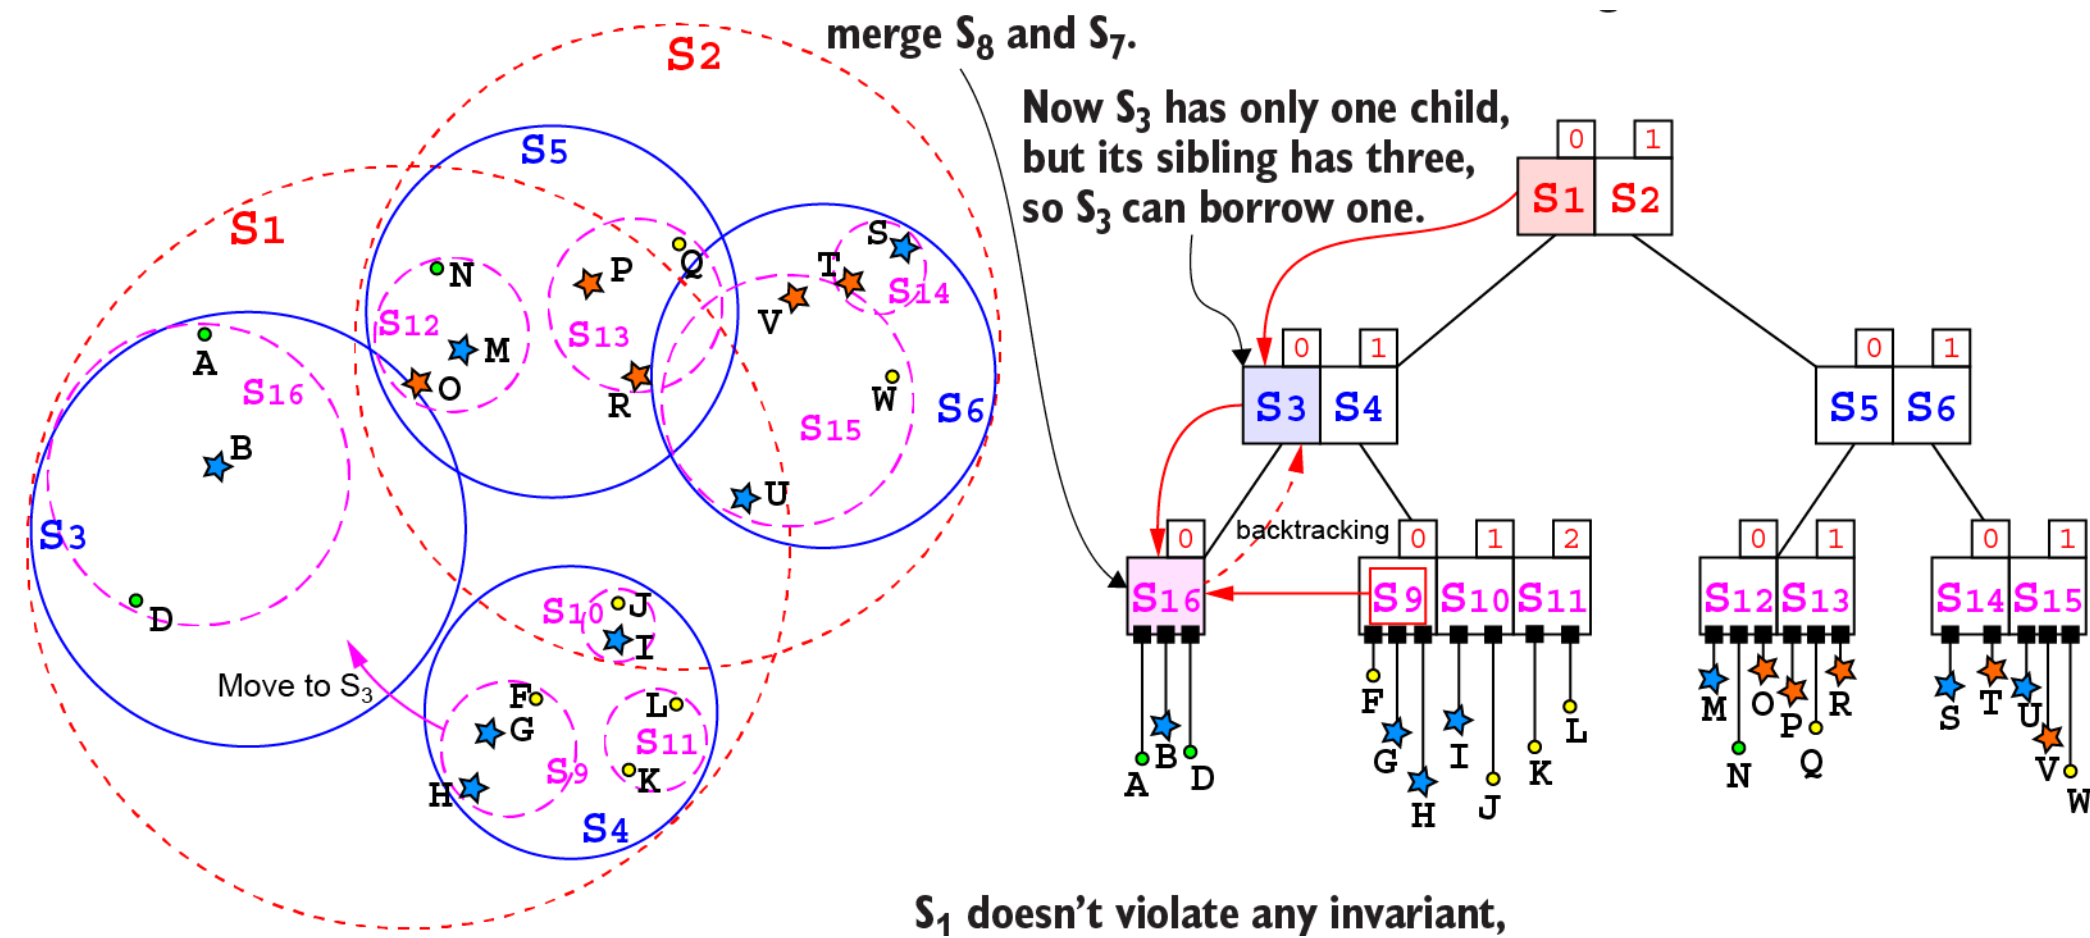 merge S8 and S7.
Now S3 has only one child,
but its sibling has three,
so S3 can borrow one.
S2
S5
S1
S
T
Q
P
N
S14
S12
S13
V
M
A
S16
O
R
W
S6
S15
B
U
S3
D
S10
J
I
Move to S3
F
G
L
S11
S9
K
H
S4
0 1
S1 S2
0 1
S3 S4
0 1
S5 S6
backtracking
0
S16
0 1 2
S9 S10 S11
0 1
S12 S13
0 1
S14 S15
A B D
F G H I J K L
M N O P Q R
S T U V W
S1 doesn't violate any invariant,